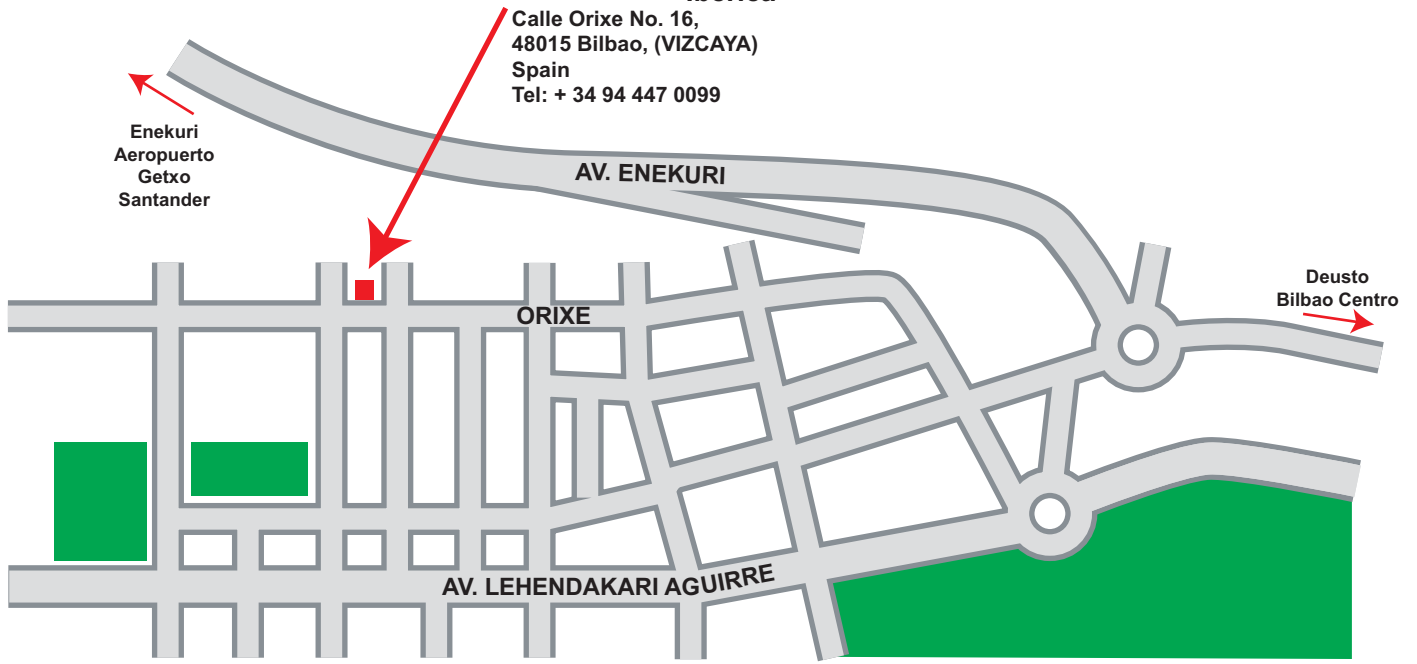 Calle Orixe No. 16,
48015 Bilbao, (VIZCAYA)
Spain
Tel: + 34 94 447 0099
Enekuri
Aeropuerto
Getxo
Santander
AV. ENEKURI
Deusto
Bilbao Centro
ORIXE
AV. LEHENDAKARI AGUIRRE